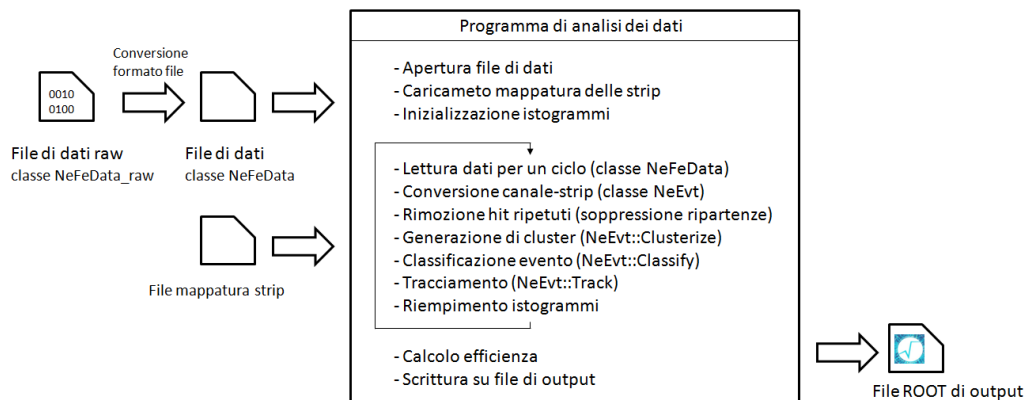 Programma di analisi dei dati
Conversione
formato file
0010
0100
File di dati raw
classe NeFeData_raw
File di dati
classe NeFeData
File mappatura strip
- Apertura file di dati
- Caricameto mappatura delle strip
- Inizializzazione istogrammi
- Lettura dati per un ciclo (classe NeFeData)
- Conversione canale-strip (classe NeEvt)
- Rimozione hit ripetuti (soppressione ripartenze)
- Generazione di cluster (NeEvt::Clusterize)
- Classificazione evento (NeEvt::Classify)
- Tracciamento (NeEvt::Track)
- Riempimento istogrammi
- Calcolo efficienza
- Scrittura su file di output
File ROOT di output